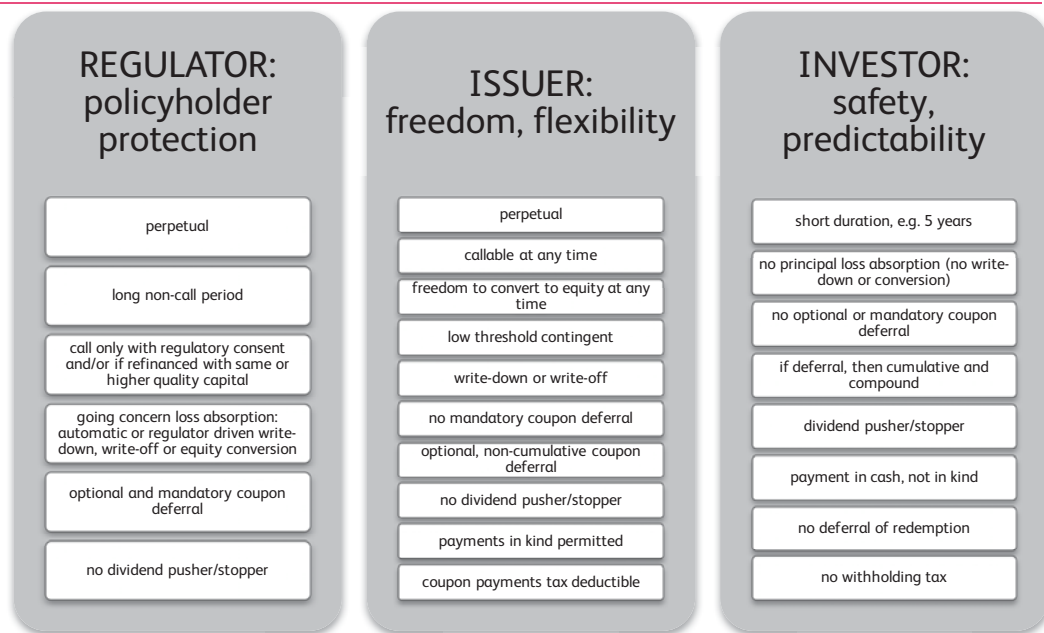 REGULATOR:
policyholder
protection
perpetual
long non-call period
call only with regulatory consent
and/or if refinanced with same or
higher quality capital
going concern loss absorption:
automatic or regulator driven write-
down, write-off or equity conversion
optional and mandatory coupon
deferral
no dividend pusher/stopper
ISSUER:
freedom, flexibility
perpetual
callable at any time
freedom to convert to equity at any
time
low threshold contingent
write-down or write-off
no mandatory coupon deferral
optional, non-cumulative coupon
deferral
no dividend pusher/stopper
payments in kind permitted
coupon payments tax deductible
INVESTOR:
safety,
predictability
short duration, e.g. 5 years
no principal loss absorption (no write-
down or conversion)
no optional or mandatory coupon
deferral
if deferral, then cumulative and
compound
dividend pusher/stopper
payment in cash, not in kind
no deferral of redemption
no withholding tax